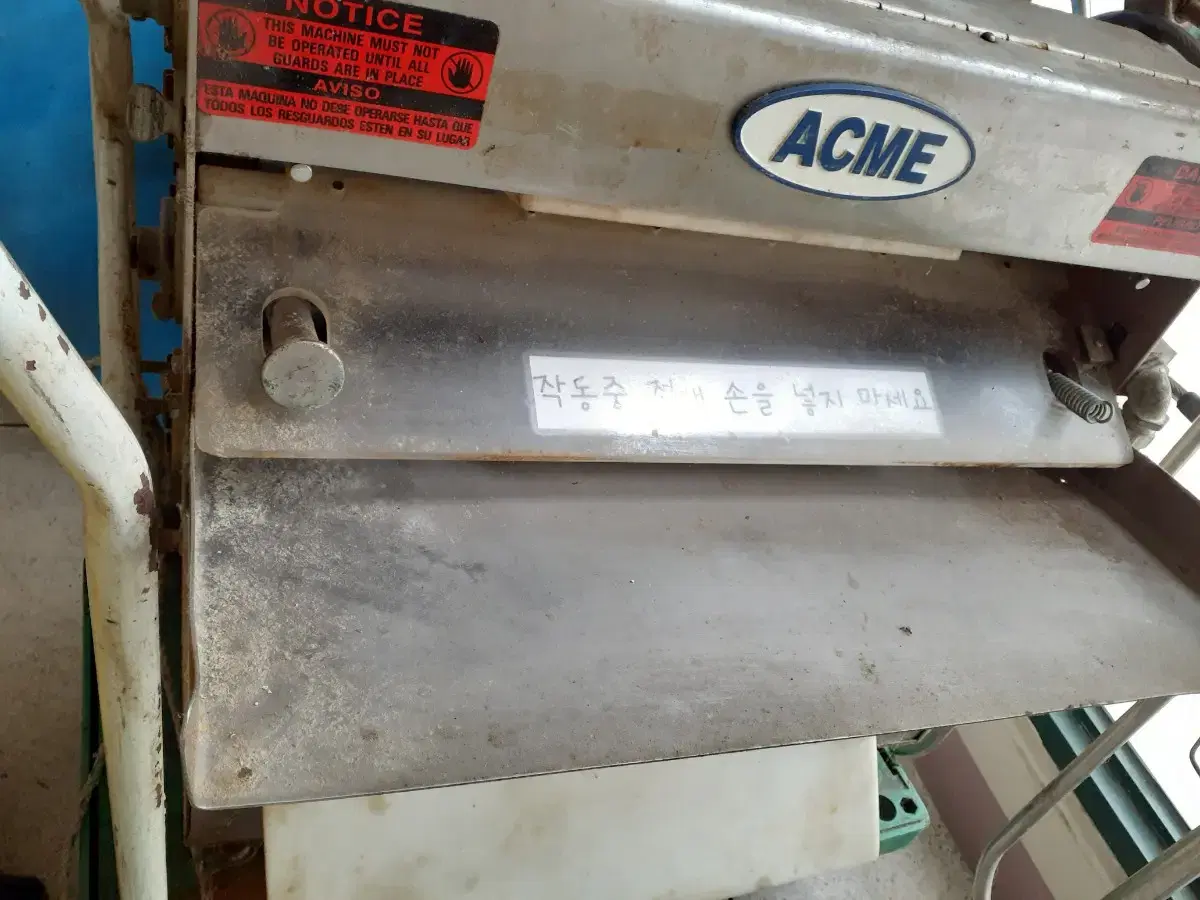 NOTICE
THIS MACHINE MUST NOT
BE OPERATED UNTIL ALL
GUARDS ARE IN PLACE
AVISO
ESTA MAQUINA NO DESE OPERARSE HASTA QUE
TODOS LOS RESGUARDOS ESTEN EN SU LUGAR
ACME
작동중 손을 넣지 마세요